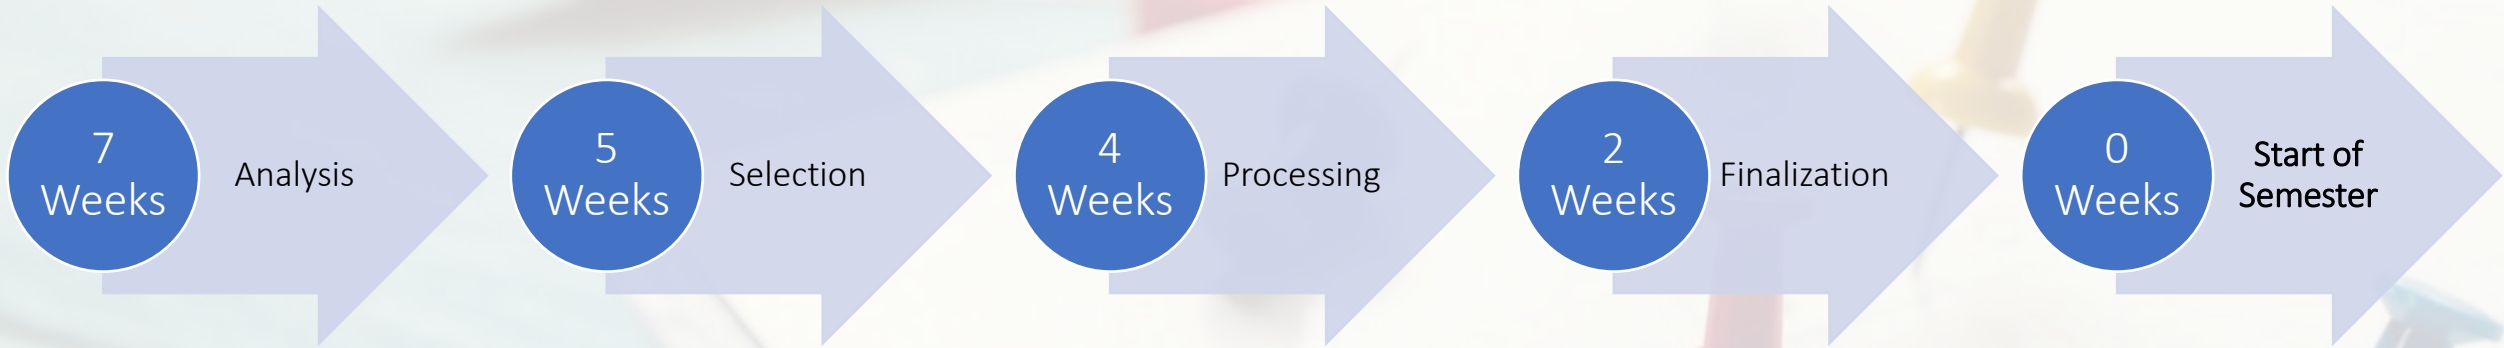 7
Weeks
Analysis
5
Weeks
Selection
4
Weeks
Processing
2
Weeks
Finalization
0
Weeks
Start of
Semester